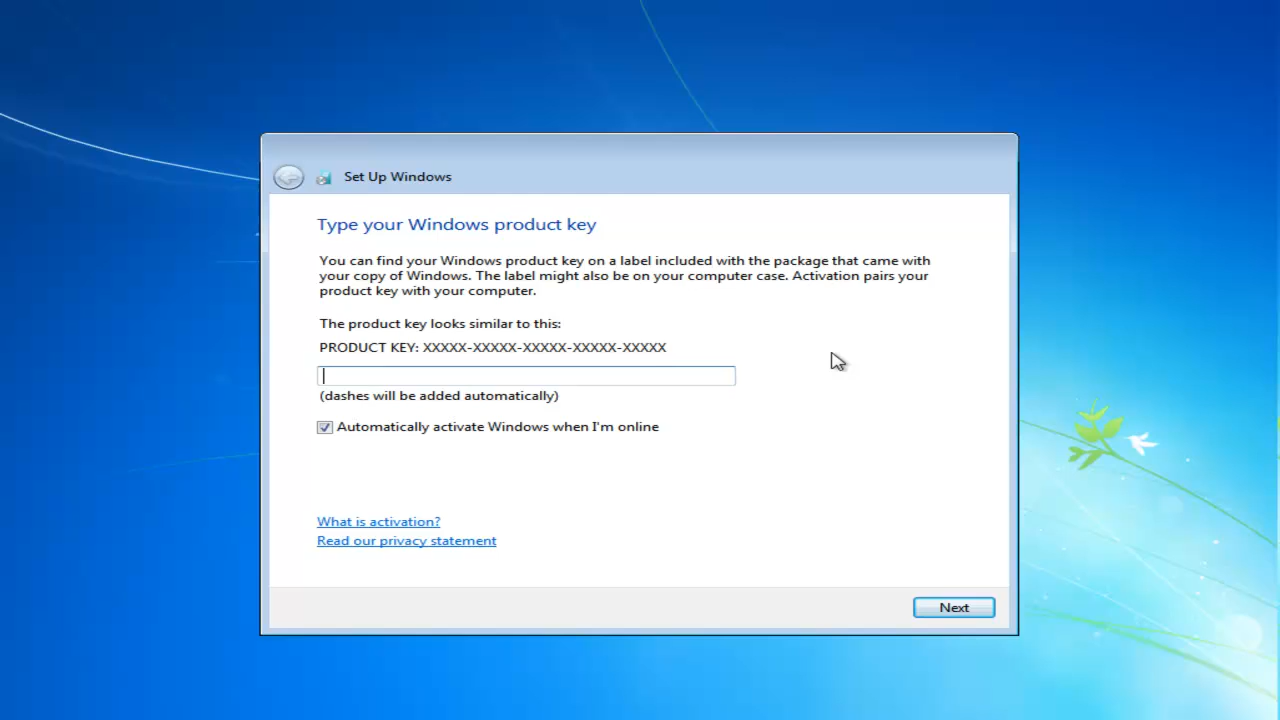 Set Up Windows
Type your Windows product key
You can find your Windows product key on a label included with the package that came with
your copy of Windows. The label might also be on your computer case. Activation pairs your
product key with your computer.
The product key looks similar to this:
PRODUCT KEY: XXXXX-XXXXX-XXXXX-XXXXX-XXXXX
(dashes will be added automatically)
Automatically activate Windows when I'm online
What is activation?
Read our privacy statement
Next